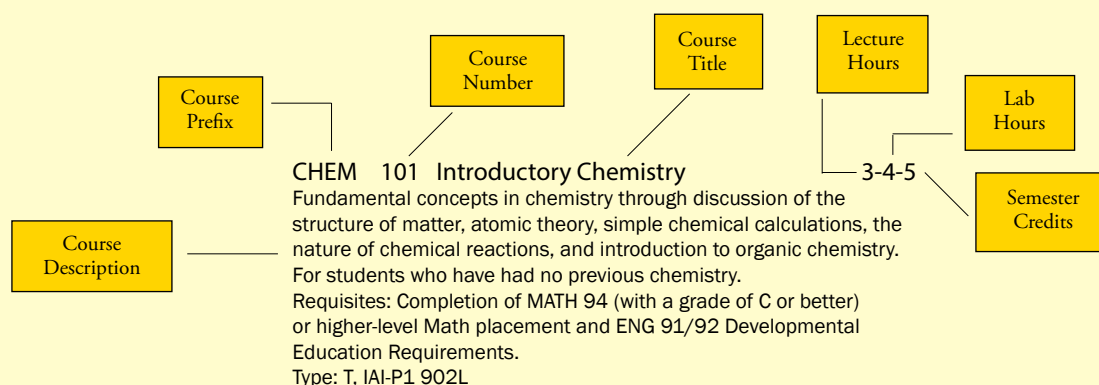 Course
Prefix
Course
Number
Course
Title
Lecture
Hours
Lab
Hours
CHEM 101 Introductory Chemistry 3-4-5
Semester
Credits
Course
Description
Fundamental concepts in chemistry through discussion of the
structure of matter, atomic theory, simple chemical calculations, the
nature of chemical reactions, and introduction to organic chemistry.
For students who have had no previous chemistry.
Requisites: Completion of MATH 94 (with a grade of C or better)
or higher-level Math placement and ENG 91/92 Developmental
Education Requirements.
Type: T, IAI-P1 902L